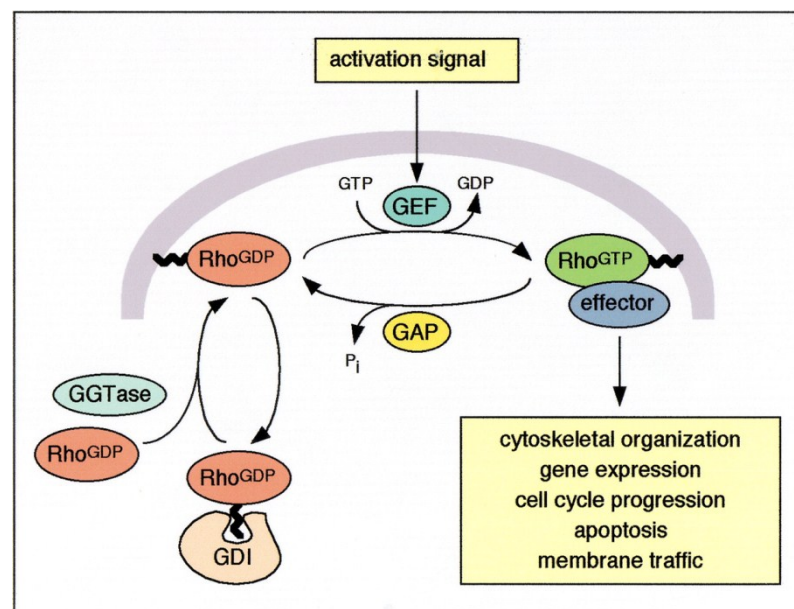 activation signal
GTP
GEF
GDP
RhoGDP
RhoGTP
effector
GAP
Pi
GGTase
RhoGDP
RhoGDP
GDI
cytoskeletal organization
gene expression
cell cycle progression
apoptosis
membrane traffic